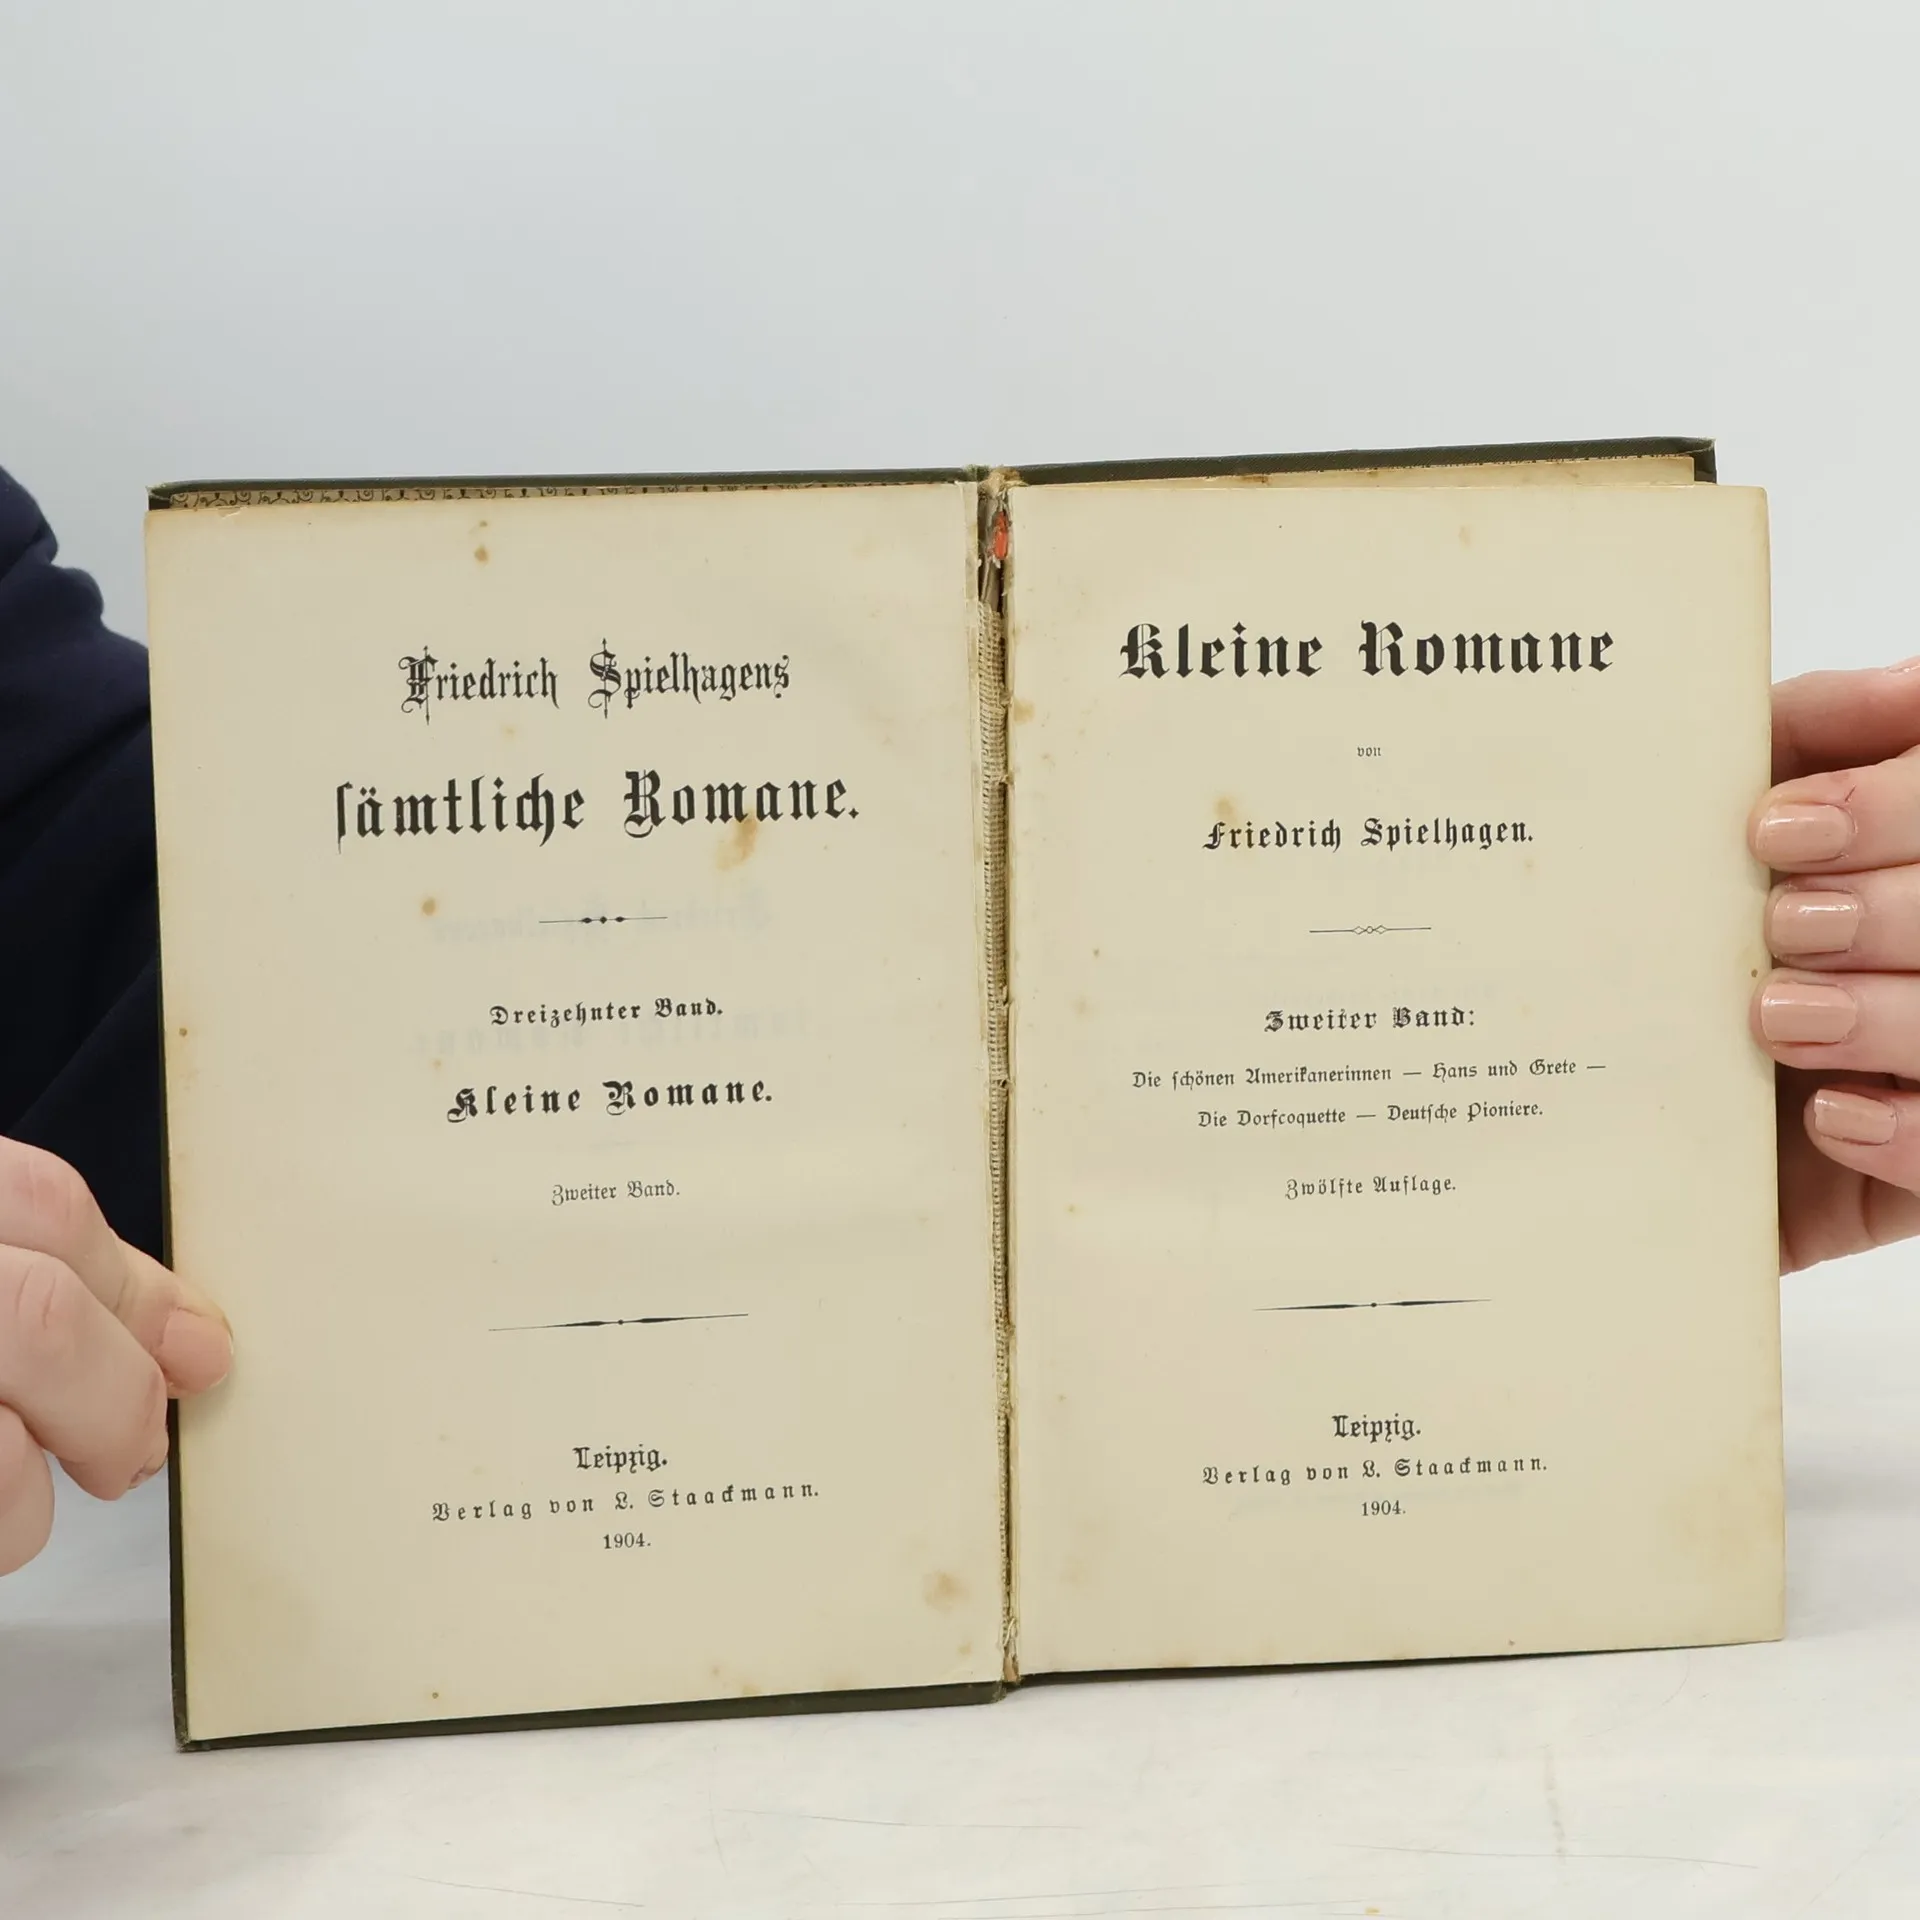 Friedrich Spielhagens
ſämtliche Romane.
Dreizehnter Band.
Kleine Romane.
Zweiter Band.
Leipzig.
Verlag von L. Staackmann.
1904.
Kleine Romane
von
Friedrich Spielhagen.
Zweiter Band:
Die ſchönen Amerikanerinnen — Hans und Grete —
Die Dorfcoquette — Deutſche Pioniere.
Zwölfte Auflage.
Leipzig.
Verlag von L. Staackmann.
1904.